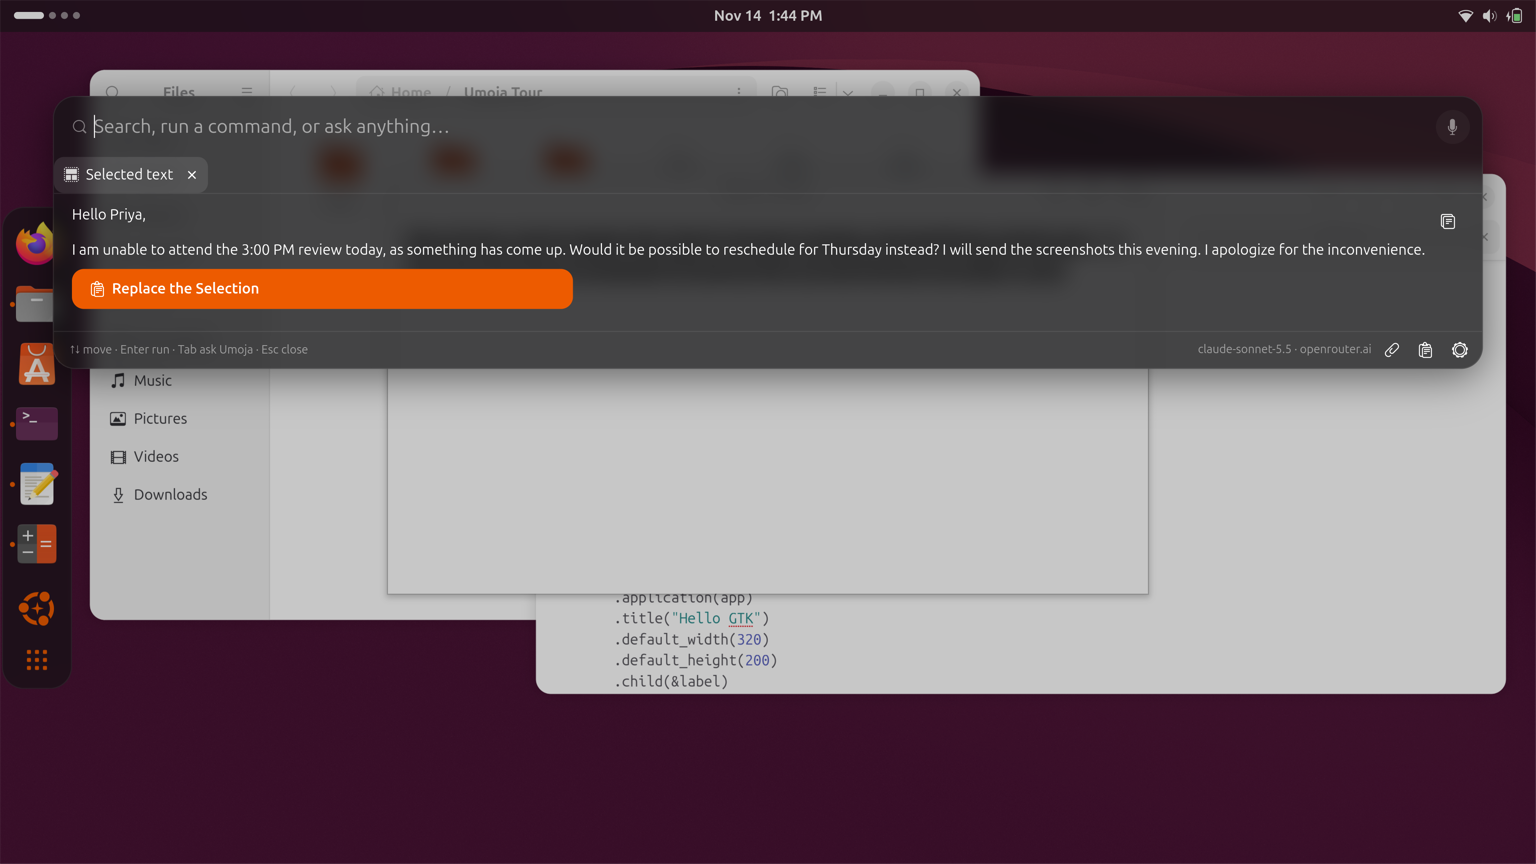 Nov 14 1:44 PM
Files
Home / Umoja Tour
Search, run a command, or ask anything…
Selected text
Hello Priya,
I am unable to attend the 3:00 PM review today, as something has come up. Would it be possible to reschedule for Thursday instead? I will send the screenshots this evening. I apologize for the inconvenience.
Replace the Selection
↑↓ move · Enter run · Tab ask Umoja · Esc close
claude-sonnet-5.5 · openrouter.ai
Music
Pictures
Videos
Downloads
.application(app)
.title("Hello GTK")
.default_width(320)
.default_height(200)
.child(&label)